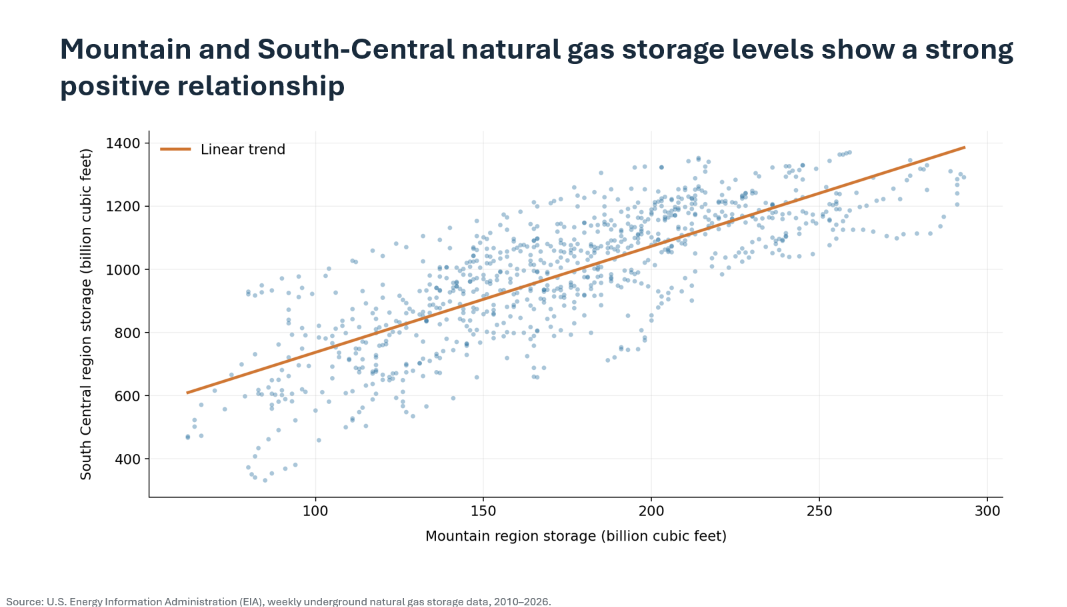 Mountain and South-Central natural gas storage levels show a strong
positive relationship
Linear trend
South Central region storage (billion cubic feet)
1400
1200
1000
800
600
400
100
150
200
250
300
Mountain region storage (billion cubic feet)
Source: U.S. Energy Information Administration (EIA), weekly underground natural gas storage data, 2010–2026.